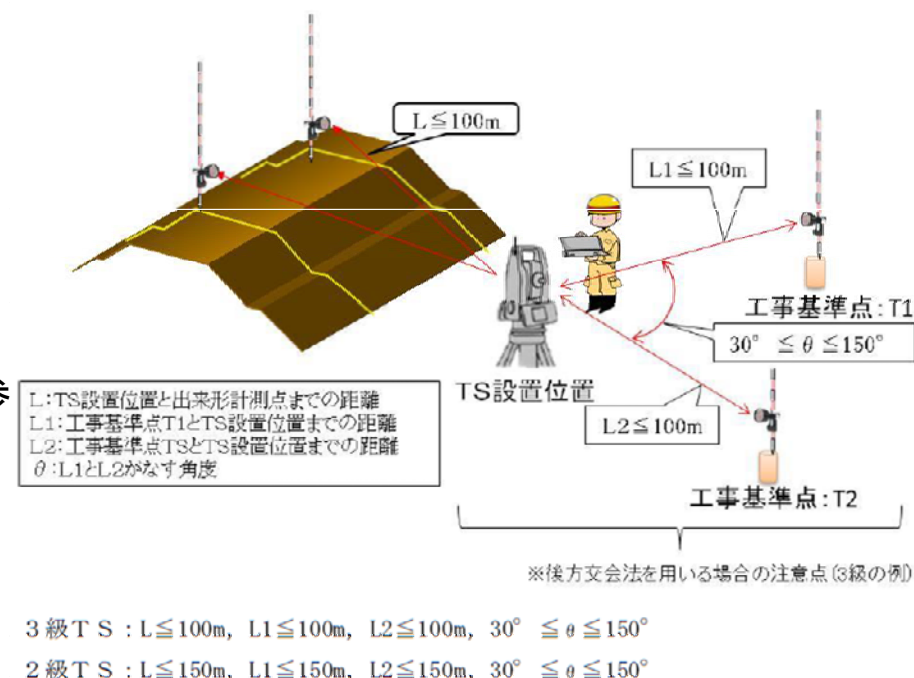 L≦100m
L1≦100m
工事基準点:T1
30° ≦θ≦150°
TS設置位置
L2≦100m
工事基準点:T2
参
L:TS設置位置と出来形計測点までの距離
L1:工事基準点T1とTS設置位置までの距離
L2:工事基準点TSとTS設置位置までの距離
θ:L1とL2がなす角度
※後方交会法を用いる場合の注意点(3級の例)
3級TS:L≦100m, L1≦100m, L2≦100m, 30° ≦θ≦150°
2級TS:L≦150m, L1≦150m, L2≦150m, 30° ≦θ≦150°